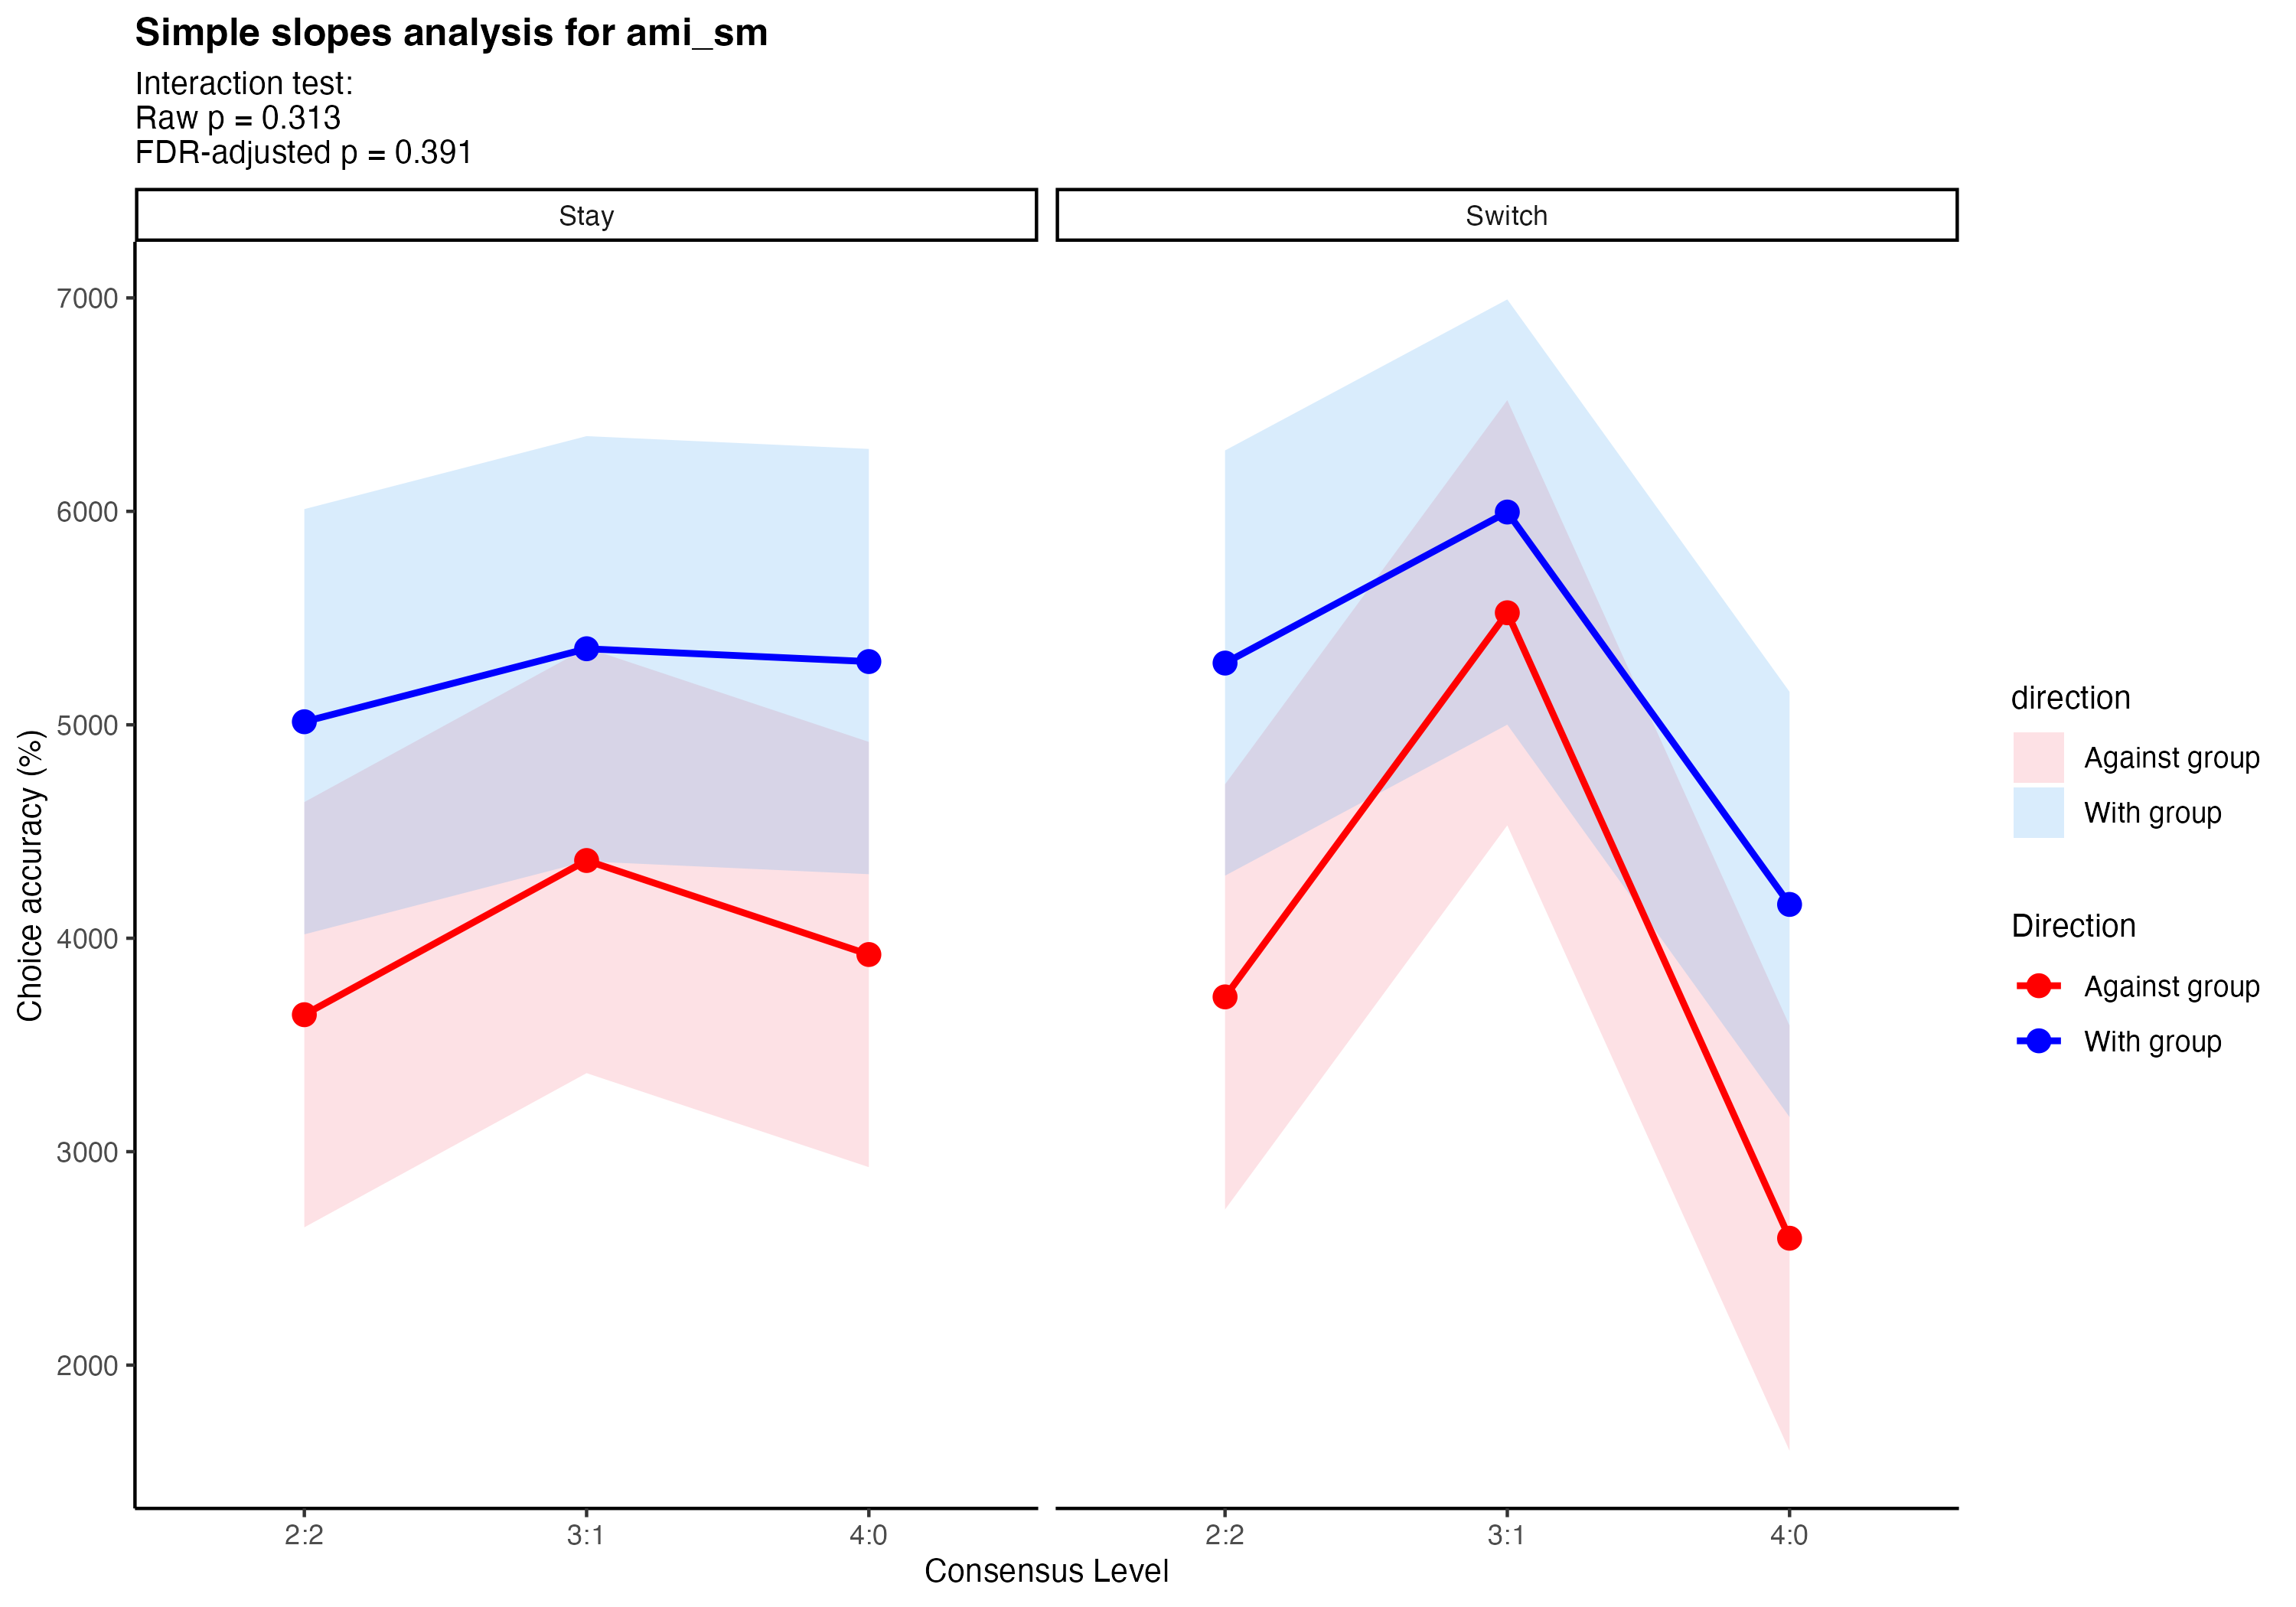 Simple slopes analysis for ami_sm
Interaction test:
Raw p = 0.313
FDR-adjusted p = 0.391
Stay
Switch
Choice accuracy (%)
7000
6000
5000
4000
3000
2000
2:2
3:1
4:0
2:2
3:1
4:0
Consensus Level
direction
Against group
With group
Direction
Against group
With group